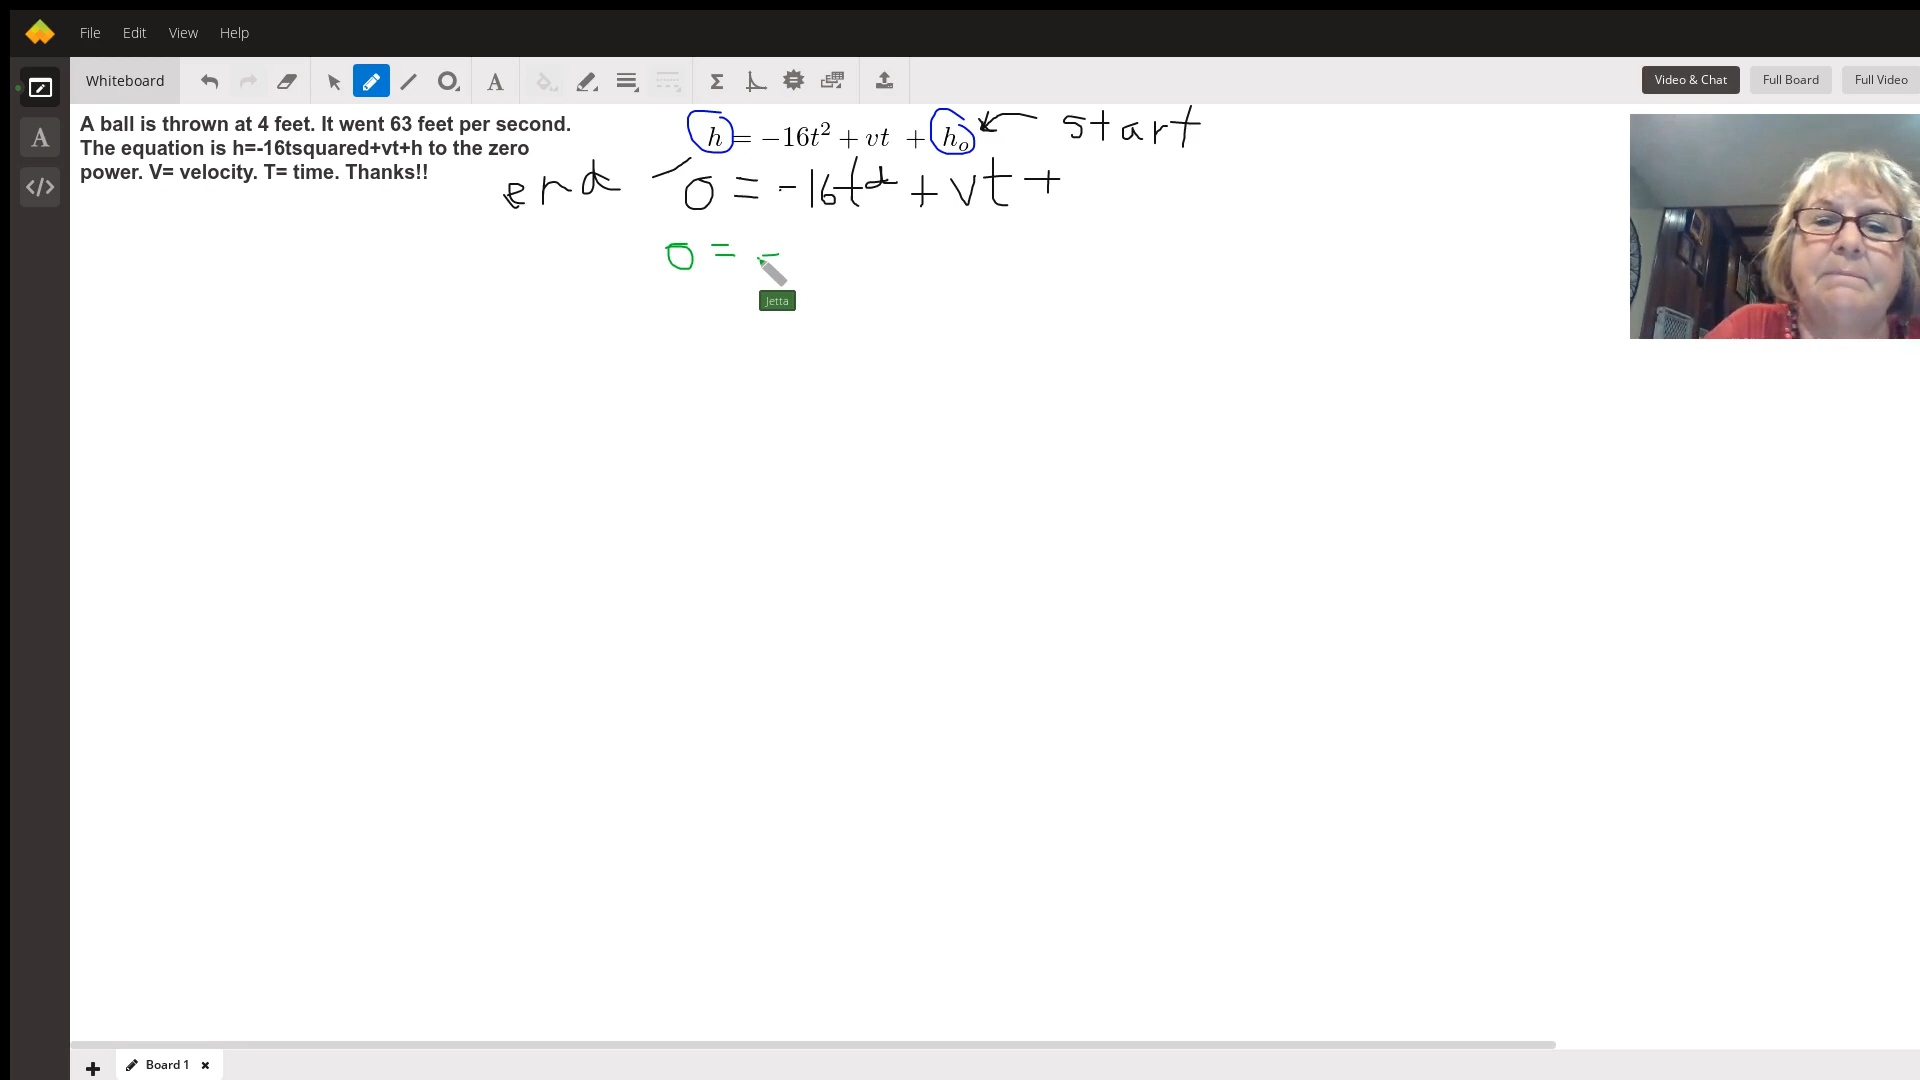 File Edit View Help
Whiteboard
A
Σ
Video & Chat
Full Board
Full Video
A ball is thrown at 4 feet. It went 63 feet per second.
The equation is h=-16tsquared+vt+h to the zero
power. V= velocity. T= time. Thanks!!
h = −16t² + vt + hₒ
start
end
0 = -16t² + vt +
0 = -
Jetta
A
</>
Board 1